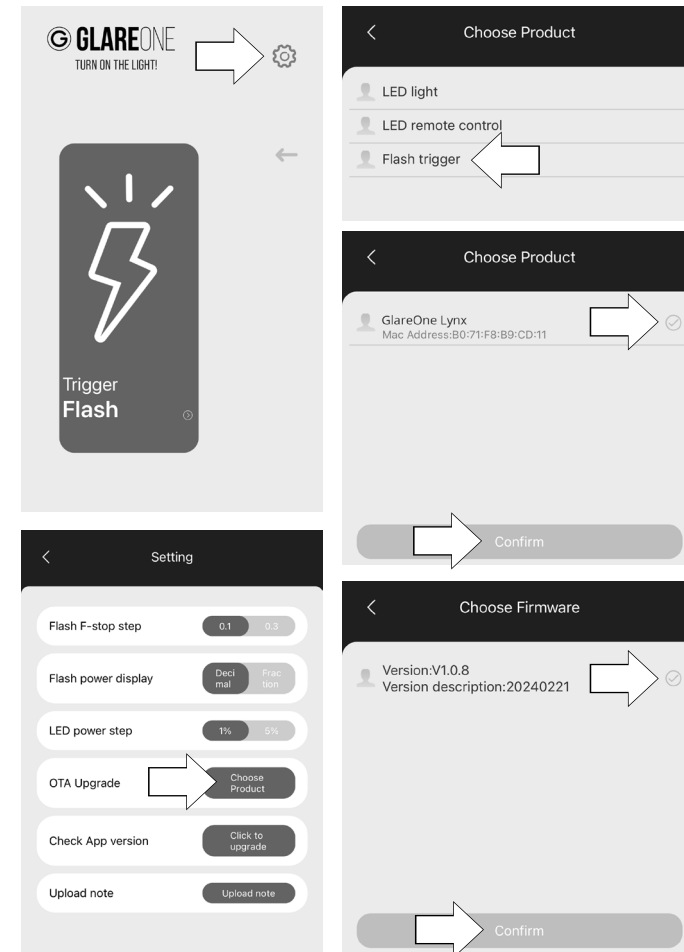 G GLAREONE
TURN ON THE LIGHT!
Trigger
Flash
Setting
Flash F-stop step
0.1
0.3
Flash power display
Deci
mal
Frac
tion
LED power step
1%
5%
OTA Upgrade
Choose
Product
Check App version
Click to
upgrade
Upload note
Upload note
Choose Product
LED light
LED remote control
Flash trigger
Choose Product
GlareOne Lynx
Mac Address:B0:71:F8:B9:CD:11
Confirm
Choose Firmware
Version:V1.0.8
Version description:20240221
Confirm